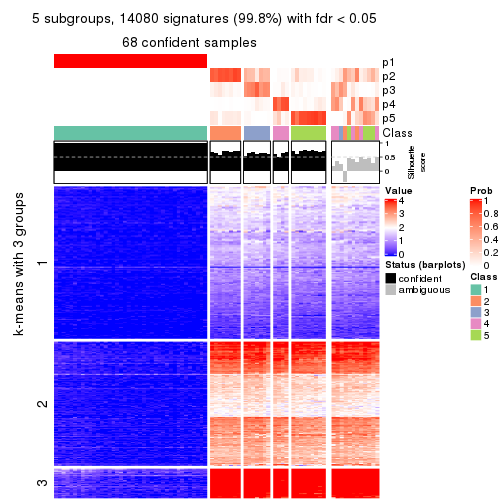 5 subgroups, 14080 signatures (99.8%) with fdr < 0.05
68 confident samples
p1
p2
p3
p4
p5
Class
1
0.5
0
Silhouette
score
k-means with 3 groups
1
2
3
Value
4
3
2
1
0
Status (barplots)
confident
ambiguous
Prob
1
0.8
0.6
0.4
0.2
0
Class
1
2
3
4
5